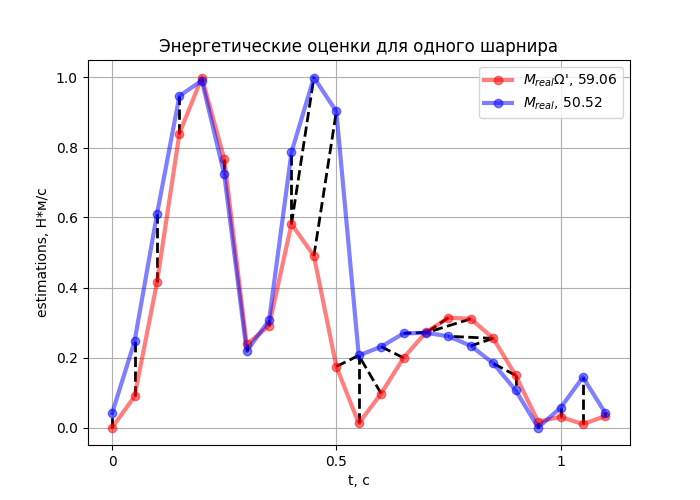 Энергетические оценки для одного шарнира
M_real Ω', 59.06
M_real, 50.52
estimations, Н*м/с
1.0
0.8
0.6
0.4
0.2
0.0
0
0.5
1
t, с